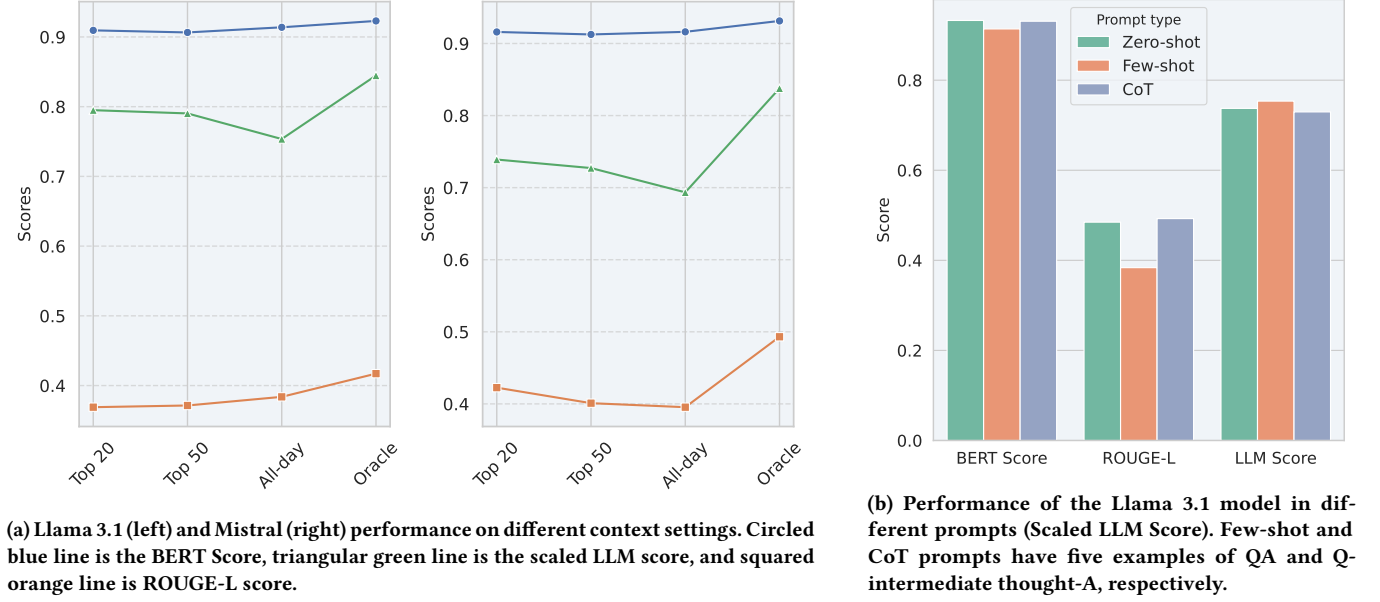 0.9
0.8
0.7
0.6
0.5
0.4
Scores
Top 20
Top 50
All-day
Oracle
0.9
0.8
0.7
0.6
0.5
0.4
Scores
Top 20
Top 50
All-day
Oracle
(a) Llama 3.1 (left) and Mistral (right) performance on different context settings. Circled
blue line is the BERT Score, triangular green line is the scaled LLM score, and squared
orange line is ROUGE-L score.
Prompt type
Zero-shot
Few-shot
CoT
0.8
0.6
0.4
0.2
0.0
Score
BERT Score
ROUGE-L
LLM Score
(b) Performance of the Llama 3.1 model in dif-
ferent prompts (Scaled LLM Score). Few-shot and
CoT prompts have five examples of QA and Q-
intermediate thought-A, respectively.